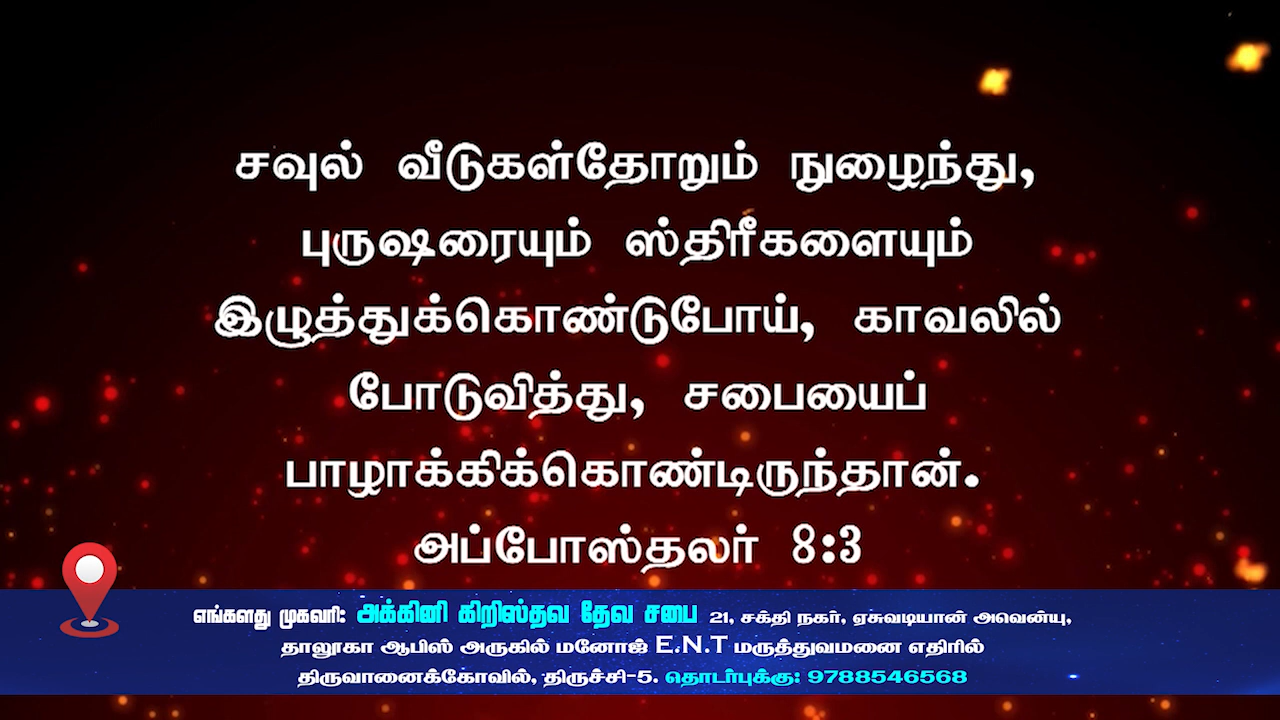 சவுல் வீடுகள்தோறும் நுழைந்து,
புருஷரையும் ஸ்திரீகளையும்
இழுத்துக்கொண்டுபோய், காவலில்
போடுவித்து, சபையைப்
பாழாக்கிக்கொண்டிருந்தான்.
அப்போஸ்தலர் 8:3
எங்களது முகவரி: அக்கினி கிறிஸ்தவ தேவ சபை 21, சக்தி நகர், ஏசுவடியான் அவென்யு,
தாலூகா ஆபிஸ் அருகில் மனோஜ் E.N.T மருத்துவமனை எதிரில்
திருவானைக்கோவில், திருச்சி-5. தொடர்புக்கு: 9788546568